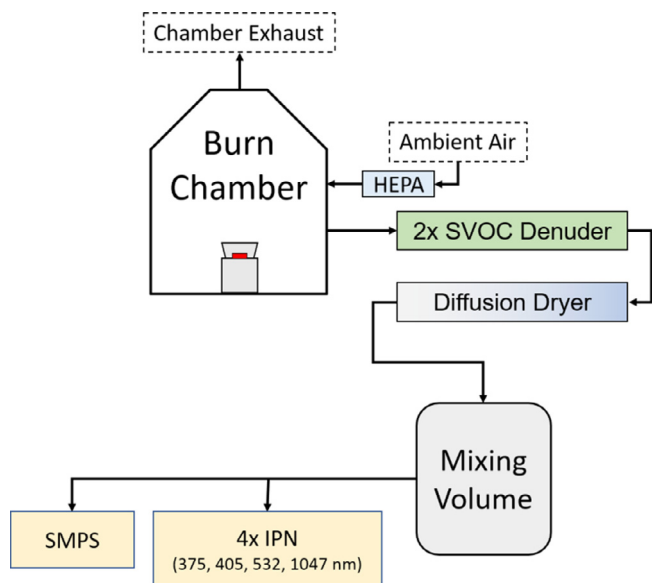 Chamber Exhaust
Burn
Chamber
Ambient Air
HEPA
2x SVOC Denuder
Diffusion Dryer
Mixing
Volume
SMPS
4x IPN
(375, 405, 532, 1047 nm)